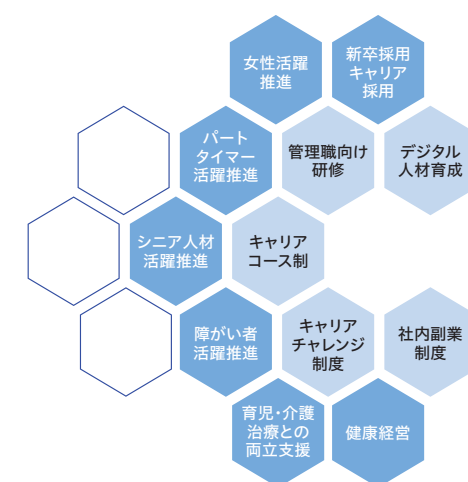 女性活躍
推進
新卒採用
キャリア
採用
パート
タイマー
活躍推進
管理職向け
研修
デジタル
人材育成
シニア人材
活躍推進
キャリア
コース制
障がい者
活躍推進
キャリア
チャレンジ
制度
社内副業
制度
育児・介護
治療との
両立支援
健康経営